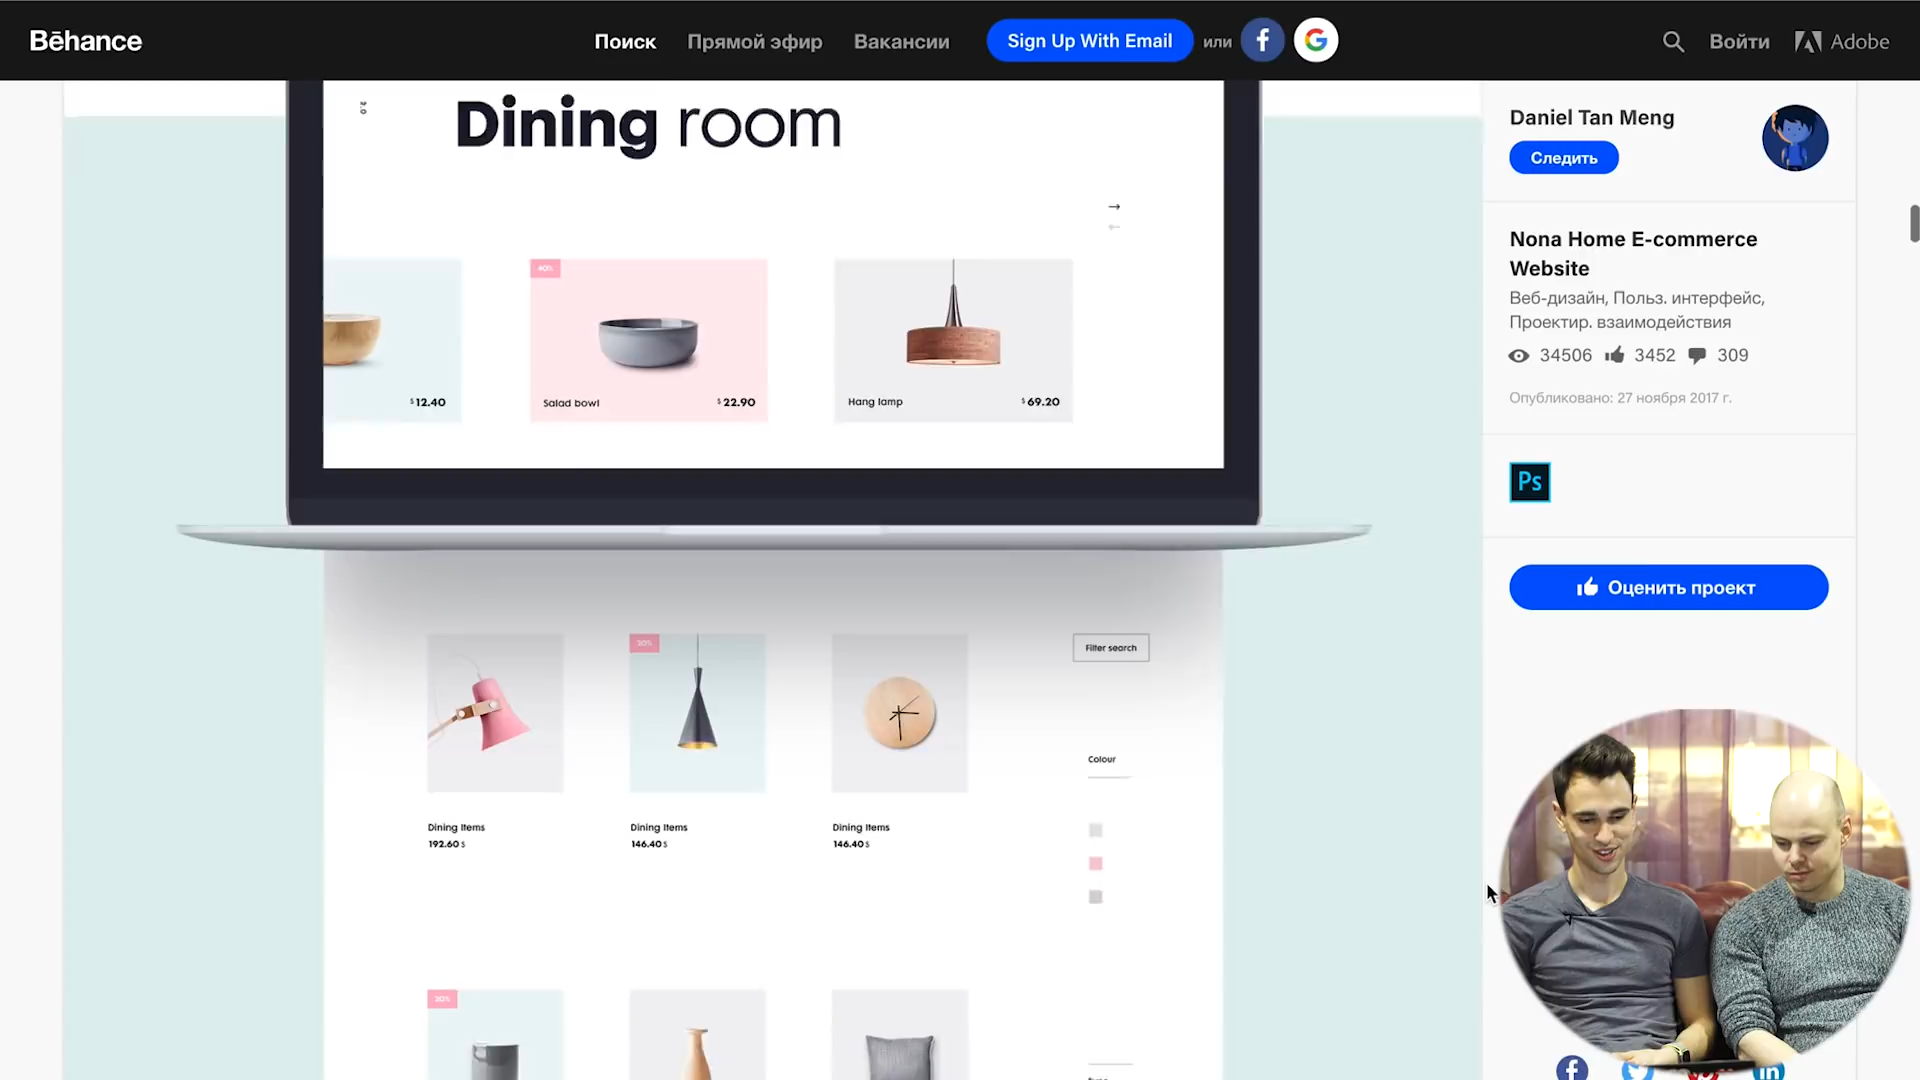 Bēhance
Поиск
Прямой эфир
Вакансии
Sign Up With Email
или
Войти
Adobe
Dining room
40%
$12.40
Salad bowl
$22.90
Hang lamp
$69.20
30%
Filter search
Colour
Dining Items
192.60 $
Dining Items
146.40 $
Dining Items
146.40 $
30%
Daniel Tan Meng
Следить
Nona Home E-commerce
Website
Веб-дизайн, Польз. интерфейс,
Проектир. взаимодействия
34506
3452
309
Опубликовано: 27 ноября 2017 г.
Ps
Оценить проект